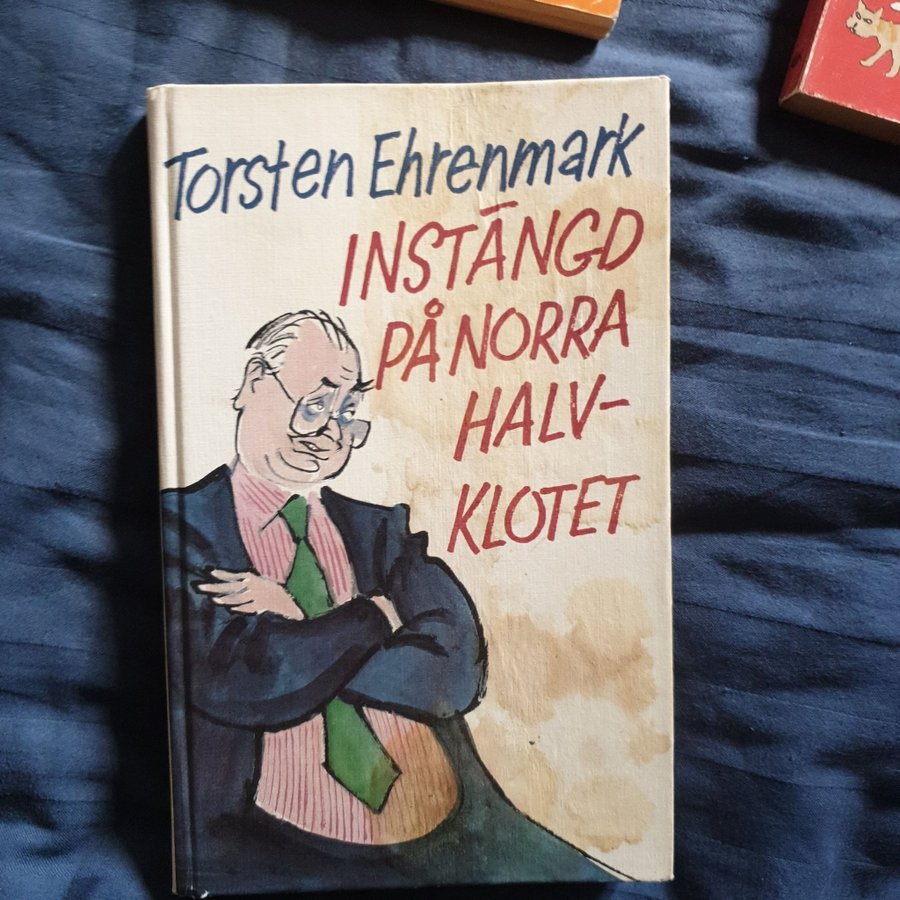 Torsten Ehrenmark
INSTÄNGD
PÅ NORRA
HALV-
KLOTET